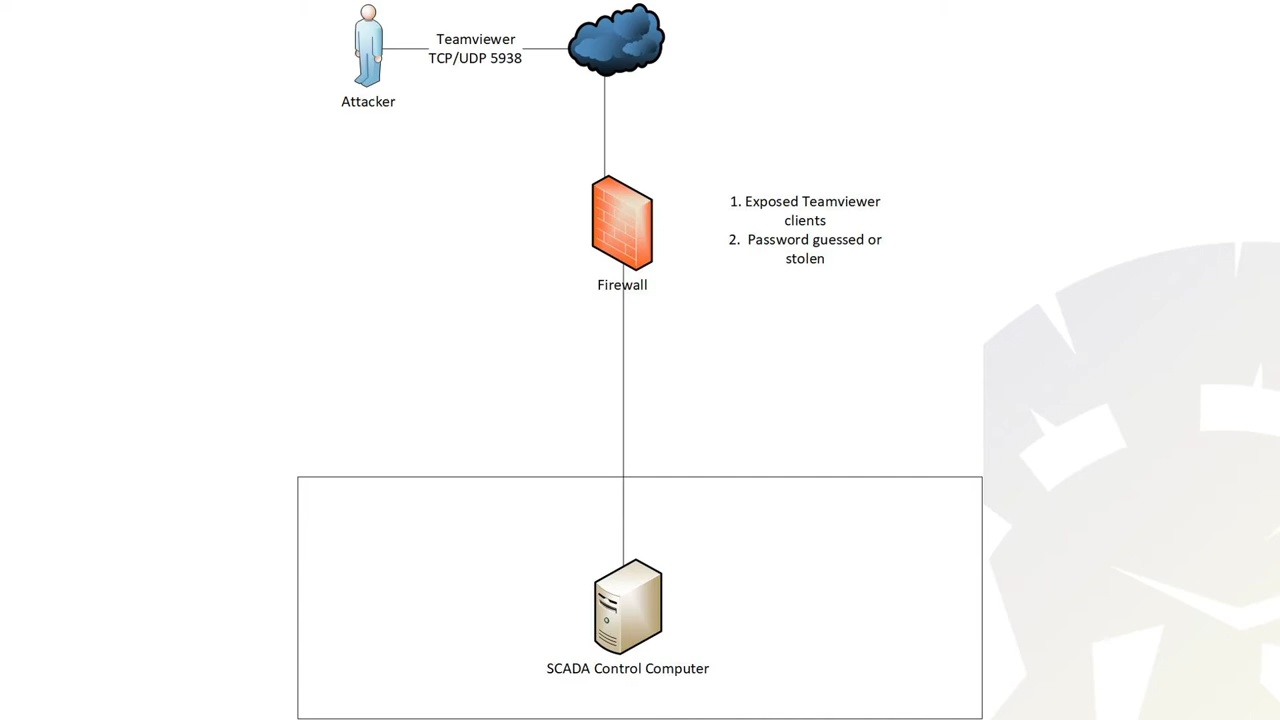 Teamviewer
TCP/UDP 5938
Attacker
1. Exposed Teamviewer
clients
2. Password guessed or
stolen
Firewall
SCADA Control Computer